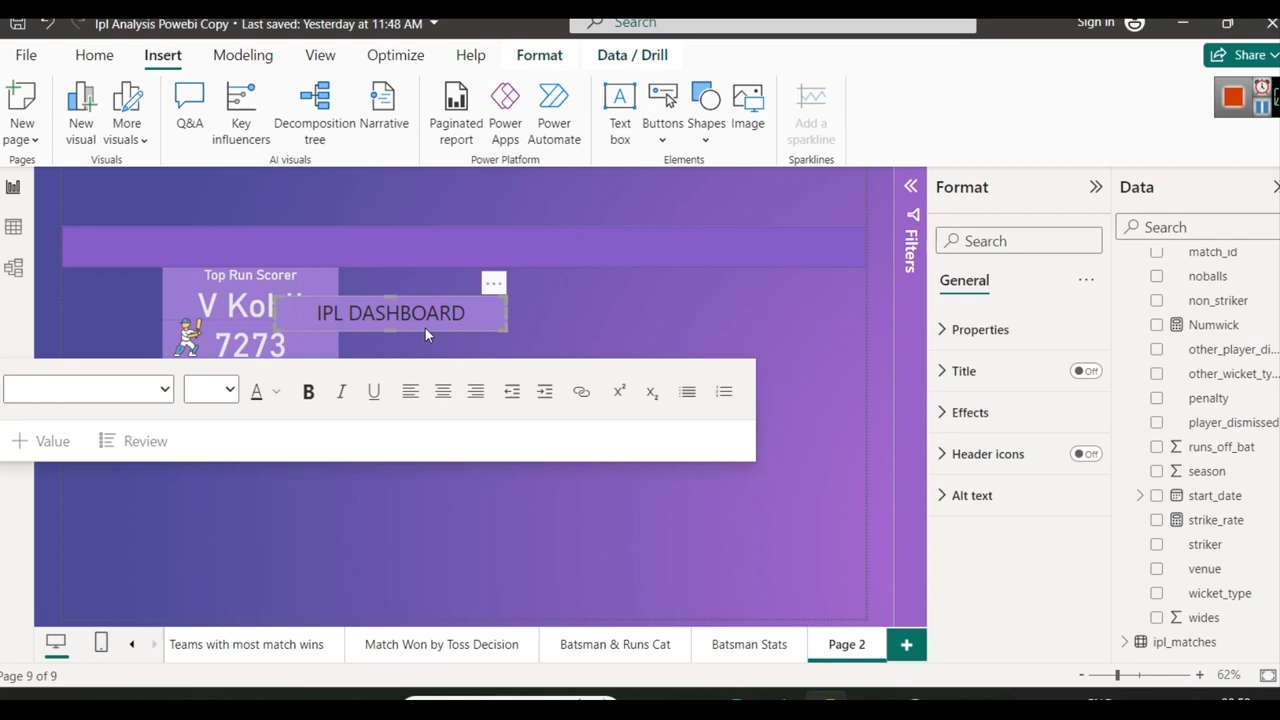 Ipl Analysis Powebi Copy • Last saved: Yesterday at 11:48 AM
Search
Sign in
File
Home
Insert
Modeling
View
Optimize
Help
Format
Data / Drill
Share
New page
New visual
More visuals
Q&A
Key influencers
Decomposition tree
Narrative
Paginated report
Power Apps
Power Automate
Text box
Buttons
Shapes
Image
Add a sparkline
Pages
Visuals
AI visuals
Power Platform
Elements
Sparklines
Top Run Scorer
V Kohli
7273
IPL DASHBOARD
A
B
I
U
Value
Review
Filters
Format
Search
General
Properties
Title
Off
Effects
Header icons
Off
Alt text
Data
Search
match_id
noballs
non_striker
Numwick
other_player_di...
other_wicket_ty...
penalty
player_dismissed
runs_off_bat
season
start_date
strike_rate
striker
venue
wicket_type
wides
ipl_matches
Teams with most match wins
Match Won by Toss Decision
Batsman & Runs Cat
Batsman Stats
Page 2
Page 9 of 9
62%